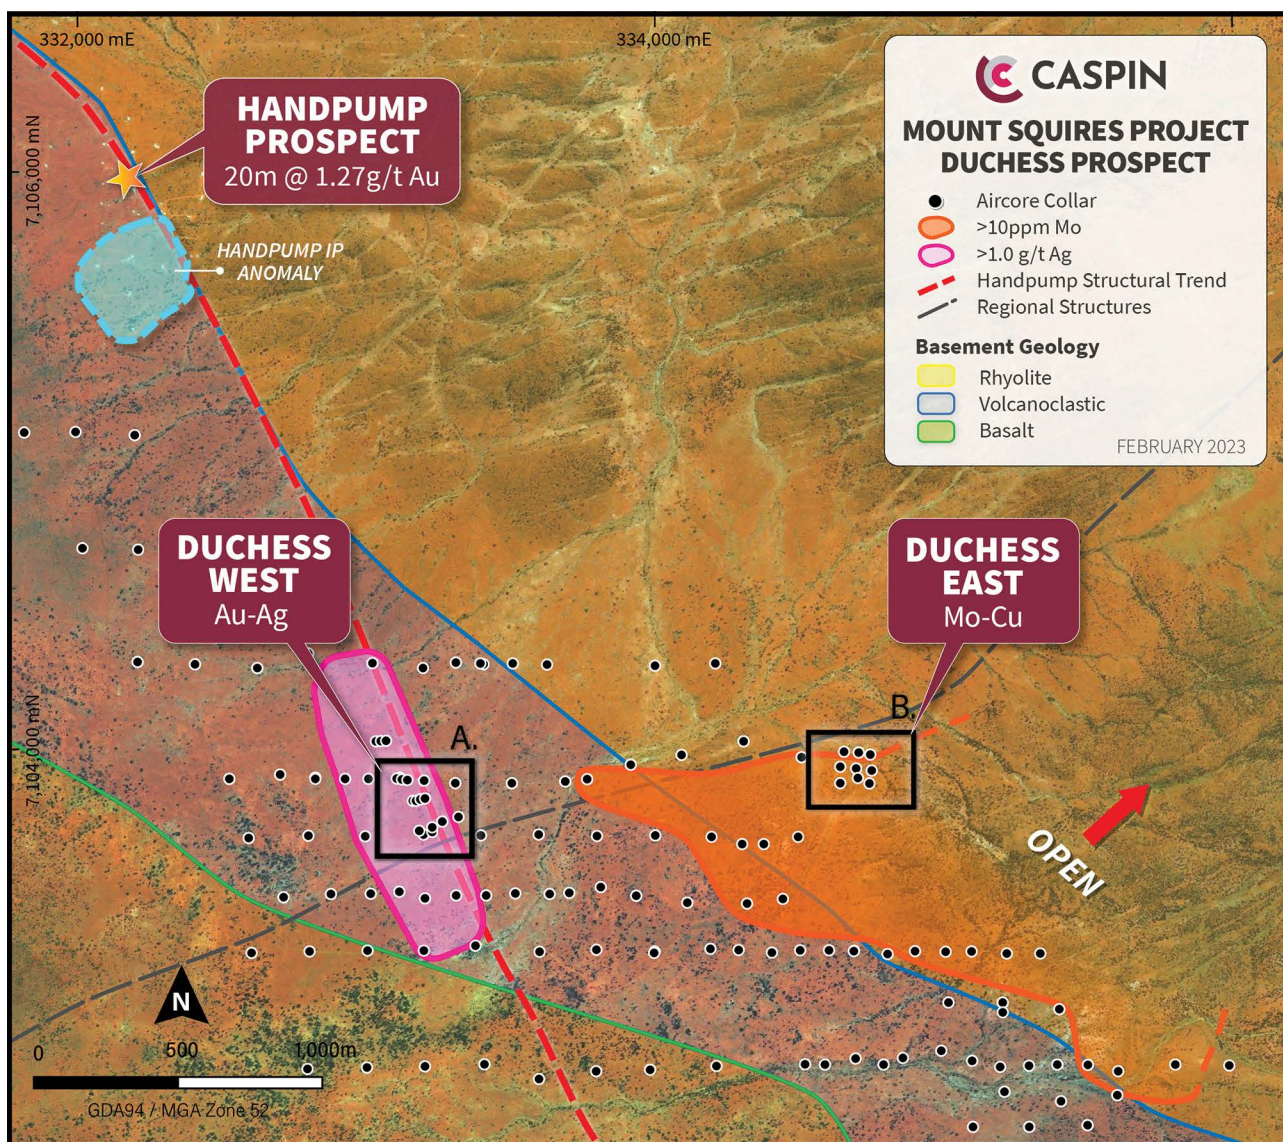 332,000 mE
334,000 mE
7,106,000 mN
7,104,000 mN
HANDPUMP
PROSPECT
20m @ 1.27g/t Au
HANDPUMP IP
ANOMALY
CASPIN
MOUNT SQUIRES PROJECT
DUCHESS PROSPECT
Aircore Collar
>10ppm Mo
>1.0 g/t Ag
Handpump Structural Trend
Regional Structures
Basement Geology
Rhyolite
Volcanoclastic
Basalt
FEBRUARY 2023
DUCHESS
WEST
Au-Ag
DUCHESS
EAST
Mo-Cu
A.
B.
OPEN
N
0 500 1,000m
GDA94 / MGA Zone 52